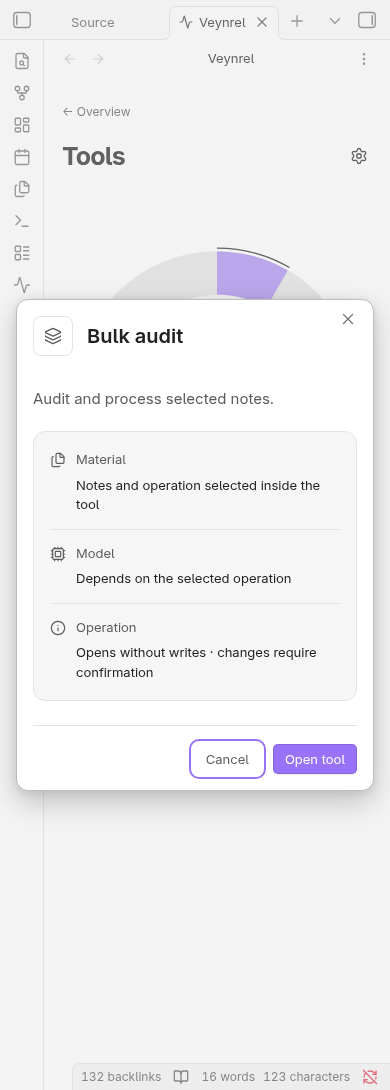 Source
Veynrel
Veynrel
← Overview
Tools
Bulk audit
Audit and process selected notes.
Material
Notes and operation selected inside the
tool
Model
Depends on the selected operation
Operation
Opens without writes · changes require
confirmation
Cancel
Open tool
132 backlinks 16 words 123 characters